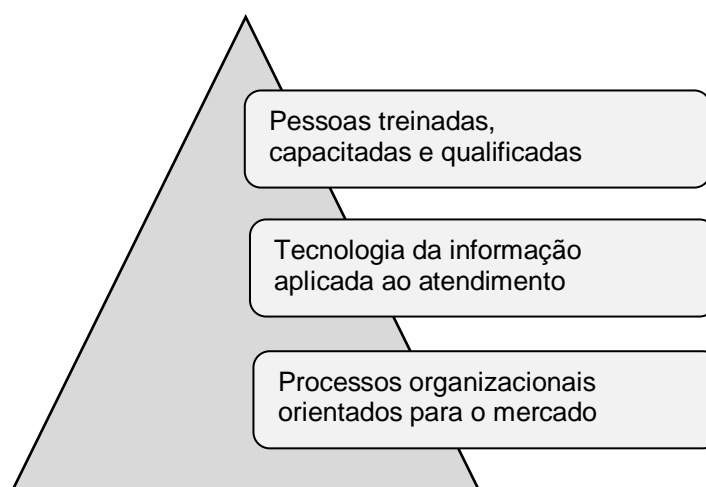 Pessoas treinadas,
capacitadas e qualificadas
Tecnologia da informação
aplicada ao atendimento
Processos organizacionais
orientados para o mercado